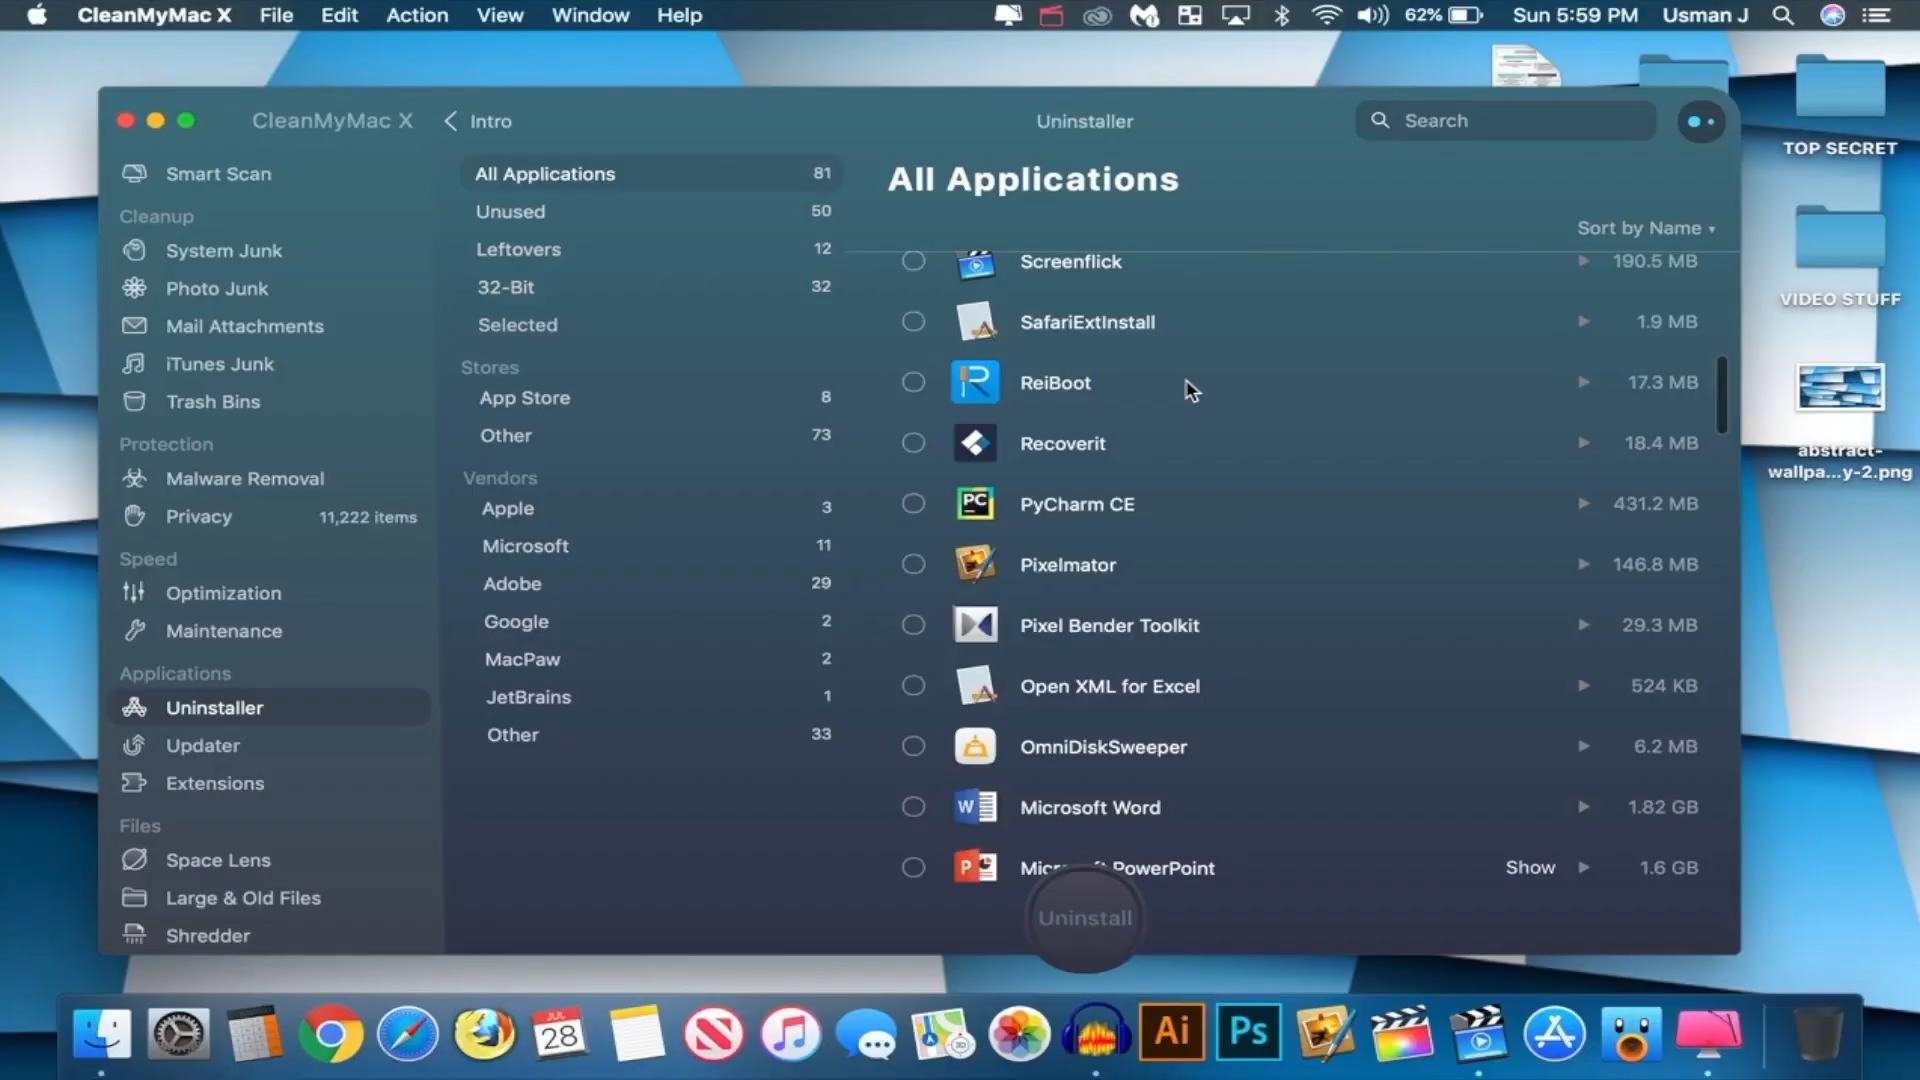 CleanMyMac X File Edit Action View Window Help 62% Sun 5:59 PM Usman J
CleanMyMac X
Intro
Uninstaller
Search
Smart Scan
Cleanup
System Junk
Photo Junk
Mail Attachments
iTunes Junk
Trash Bins
Protection
Malware Removal
Privacy 11,222 items
Speed
Optimization
Maintenance
Applications
Uninstaller
Updater
Extensions
Files
Space Lens
Large & Old Files
Shredder
All Applications 81
Unused 50
Leftovers 12
32-Bit 32
Selected
Stores
App Store 8
Other 73
Vendors
Apple 3
Microsoft 11
Adobe 29
Google 2
MacPaw 2
JetBrains 1
Other 33
All Applications
Sort by Name
Screenflick 190.5 MB
SafariExtInstall 1.9 MB
ReiBoot 17.3 MB
Recoverit 18.4 MB
PC PyCharm CE 431.2 MB
Pixelmator 146.8 MB
Pixel Bender Toolkit 29.3 MB
Open XML for Excel 524 KB
OmniDiskSweeper 6.2 MB
W Microsoft Word 1.82 GB
P PowerPoint Show 1.6 GB
Uninstall
TOP SECRET
VIDEO STUFF
abstract-
wallpa...y-2.png
JUL
28
Ai
Ps